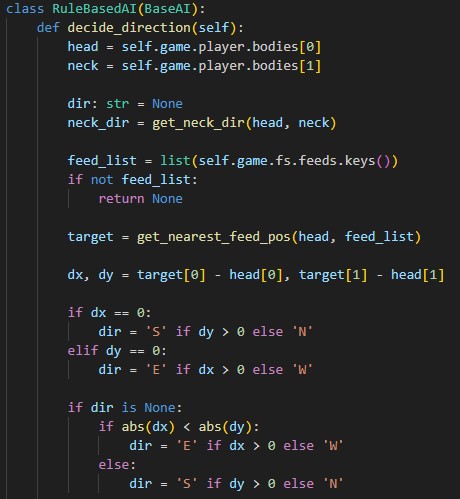 class RuleBasedAI(BaseAI):
    def decide_direction(self):
        head = self.game.player.bodies[0]
        neck = self.game.player.bodies[1]

        dir: str = None
        neck_dir = get_neck_dir(head, neck)

        feed_list = list(self.game.fs.feeds.keys())
        if not feed_list:
            return None

        target = get_nearest_feed_pos(head, feed_list)

        dx, dy = target[0] - head[0], target[1] - head[1]

        if dx == 0:
            dir = 'S' if dy > 0 else 'N'
        elif dy == 0:
            dir = 'E' if dx > 0 else 'W'

        if dir is None:
            if abs(dx) < abs(dy):
                dir = 'E' if dx > 0 else 'W'
            else:
                dir = 'S' if dy > 0 else 'N'